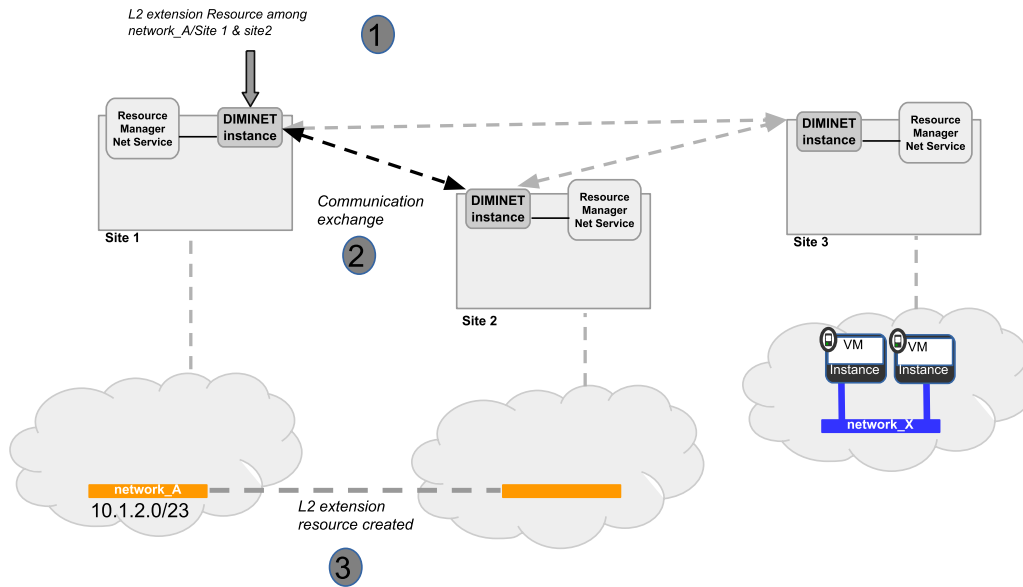 L2 extension Resource among
network_A/Site 1 & site2
1
Resource
Manager
Net Service
DIMINET
instance
Site 1
Communication
exchange
2
DIMINET
instance
Resource
Manager
Net Service
Site 2
DIMINET
instance
Resource
Manager
Net Service
Site 3
VM
Instance
VM
Instance
network_X
network_A
10.1.2.0/23
L2 extension
resource created
3